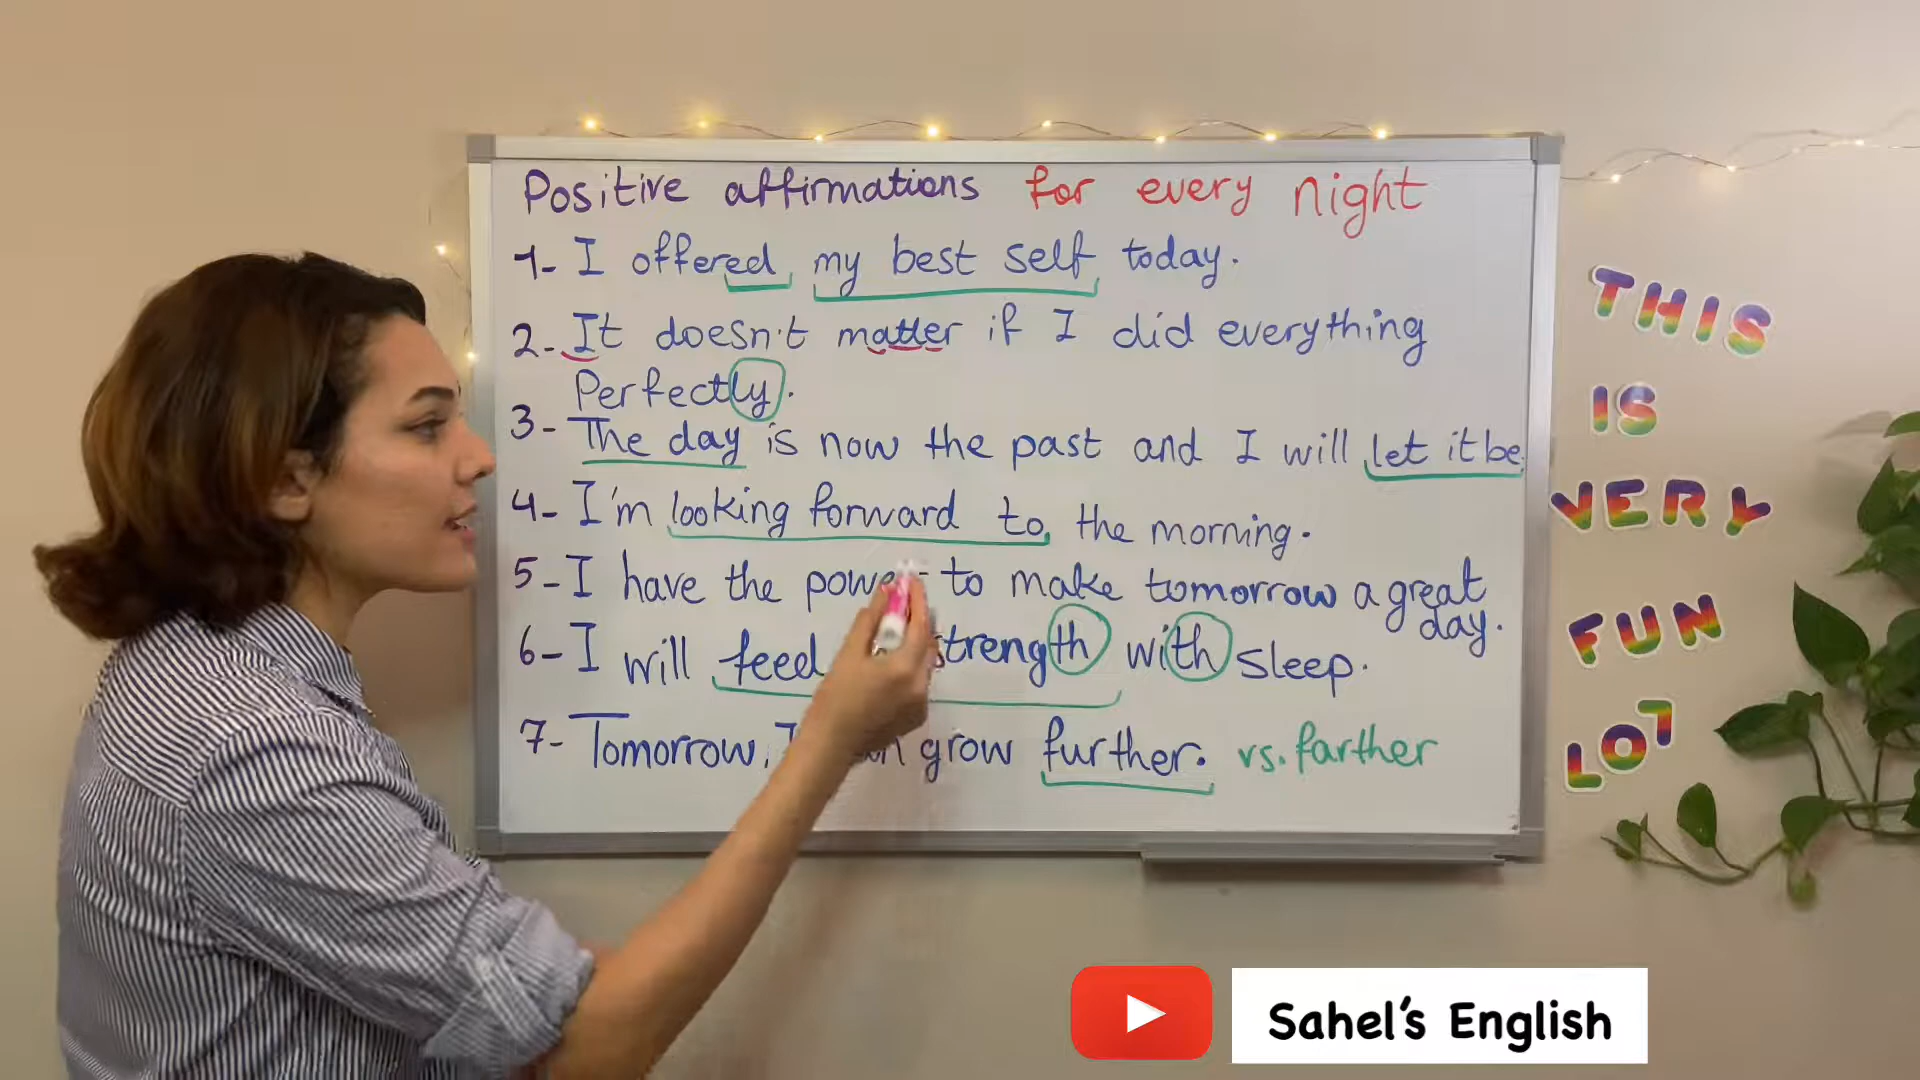 Positive affirmations for every night
1- I offered my best self today.
2- It doesn't matter if I did everything
Perfectly.
3- The day is now the past and I will let it be.
4- I'm looking forward to the morning.
5- I have the power to make tomorrow a great
day.
6- I will feed strength with sleep.
7- Tomorrow, I grow further. vs. farther
THIS
IS
VERY
FUN
LOT
Sahel's English